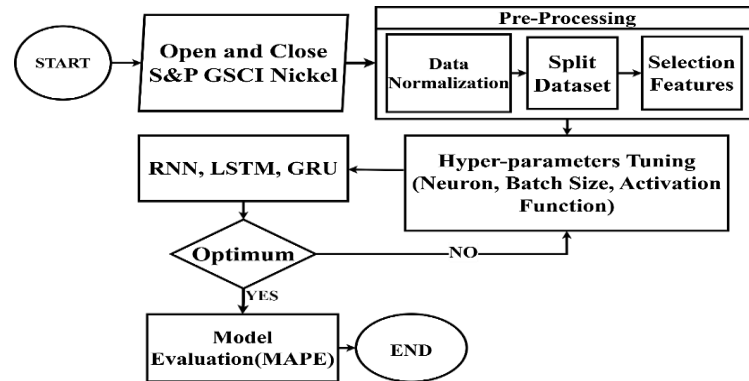 START
Open and Close
S&P GSCI Nickel
Pre-Processing
Data
Normalization
Split
Dataset
Selection
Features
Hyper-parameters Tuning
(Neuron, Batch Size, Activation
Function)
RNN, LSTM, GRU
Optimum
NO
YES
Model
Evaluation(MAPE)
END